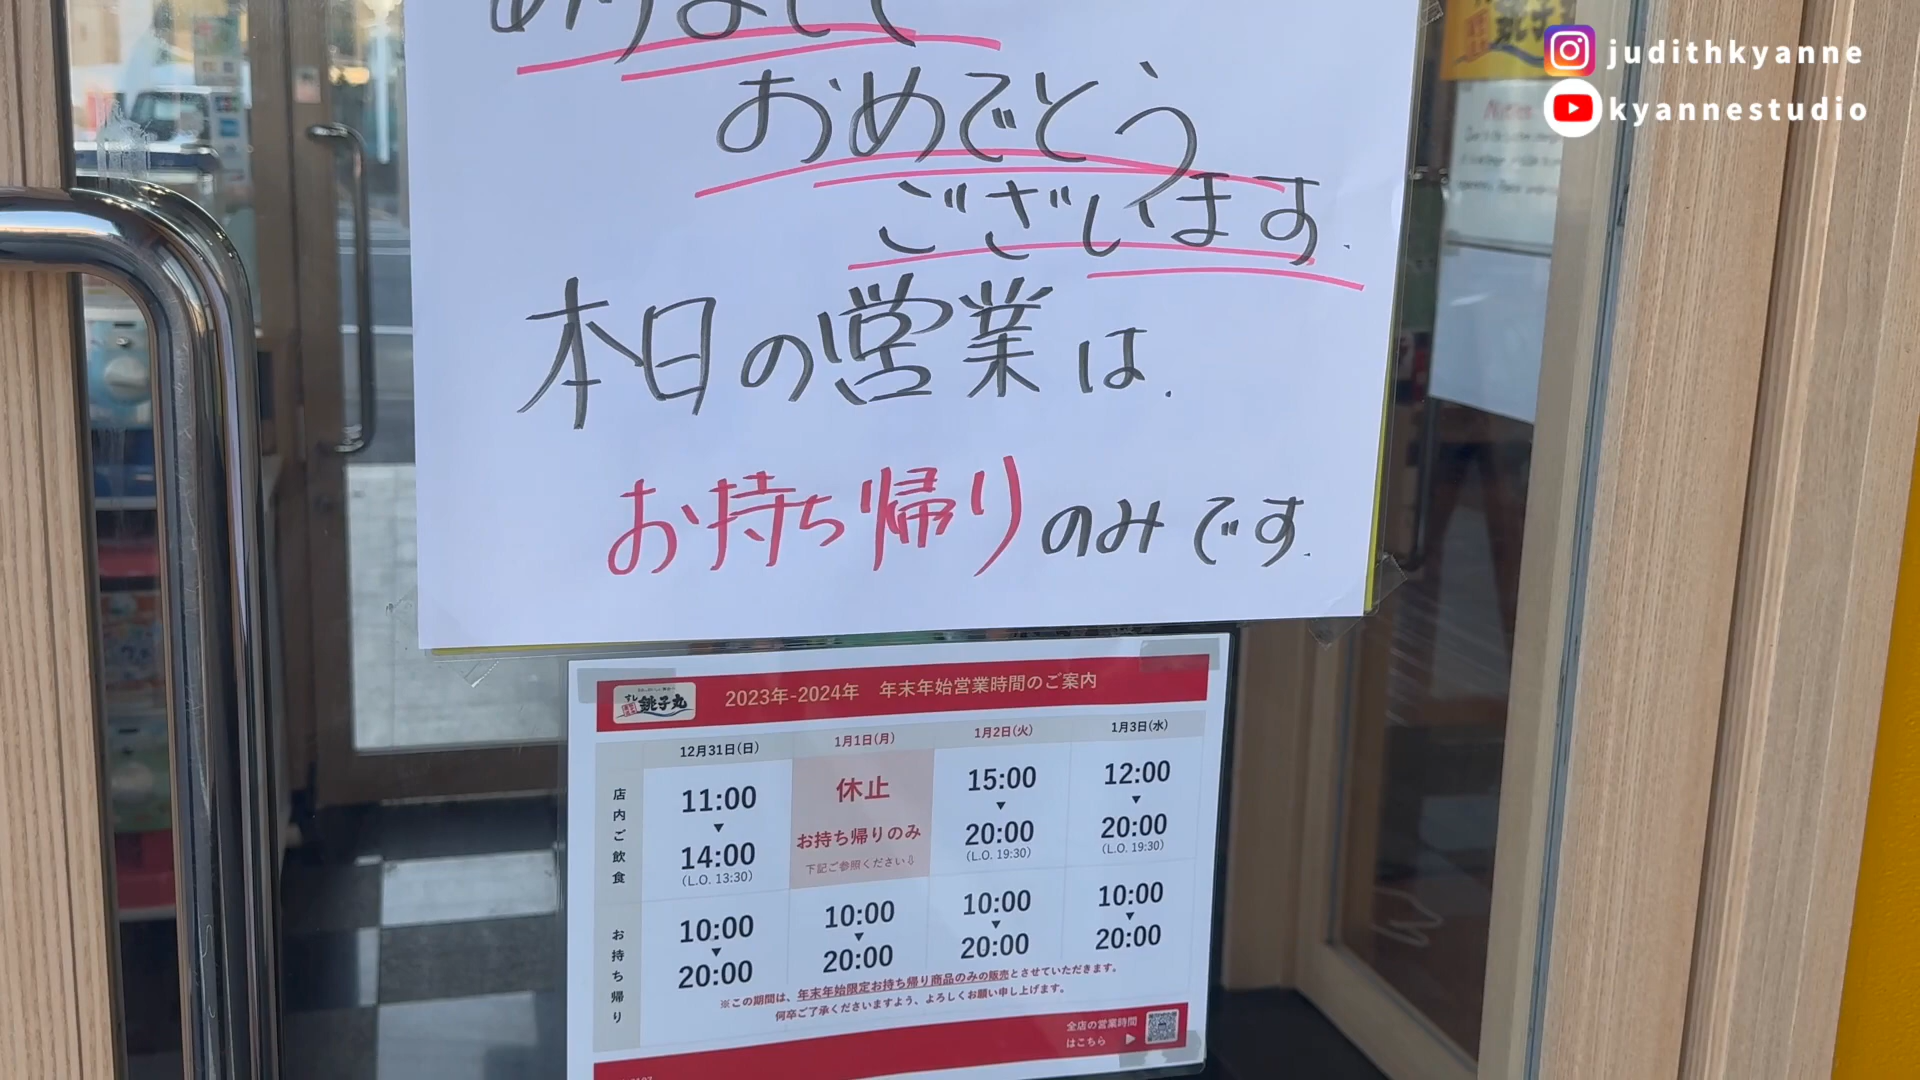 judithkyanne
kyannestudio
おめでとう
ございます.
本日の営業は.
お持ち帰りのみです.
すし 銚子丸
2023年-2024年 年末年始営業時間のご案内
12月31日(日) 1月1日(月) 1月2日(火) 1月3日(水)
店内ご飲食
11:00 ▼ 14:00 (L.O. 13:30)
休止
お持ち帰りのみ
下記ご参照ください⇩
15:00 ▼ 20:00 (L.O. 19:30)
12:00 ▼ 20:00 (L.O. 19:30)
お持ち帰り
10:00 ▼ 20:00
10:00 ▼ 20:00
10:00 ▼ 20:00
10:00 ▼ 20:00
※この期間は、年末年始限定お持ち帰り商品のみの販売とさせていただきます。
何卒ご了承くださいますよう、よろしくお願い申し上げます。
全店の営業時間
はこちら ▶